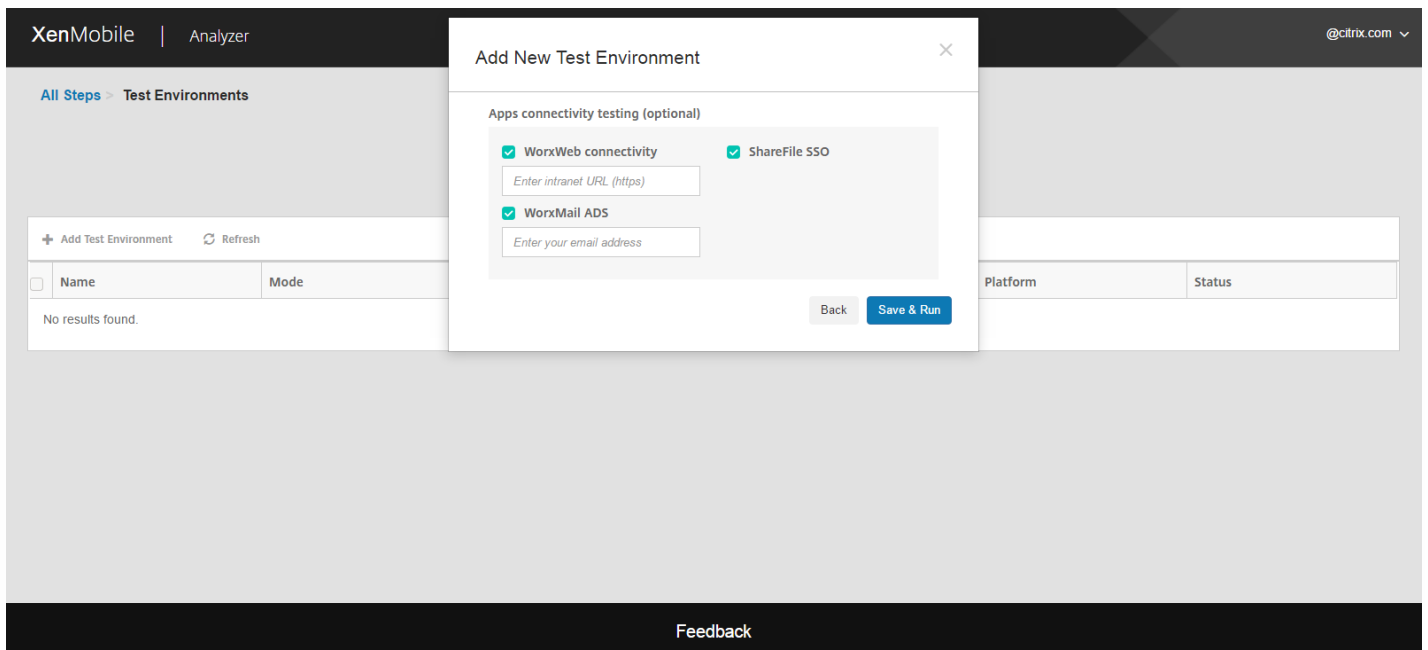 XenMobile | Analyzer
@citrix.com
Add New Test Environment
All Steps > Test Environments
Apps connectivity testing (optional)
WorxWeb connectivity
ShareFile SSO
Enter intranet URL (https)
WorxMail ADS
Enter your email address
Add Test Environment
Refresh
Name
Mode
Platform
Status
No results found.
Back
Save & Run
Feedback